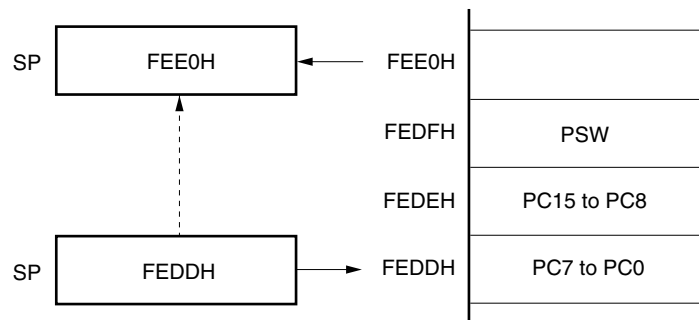 SP FEE0H FEE0H
FEDFH PSW
FEDEH PC15 to PC8
SP FEDDH FEDDH PC7 to PC0